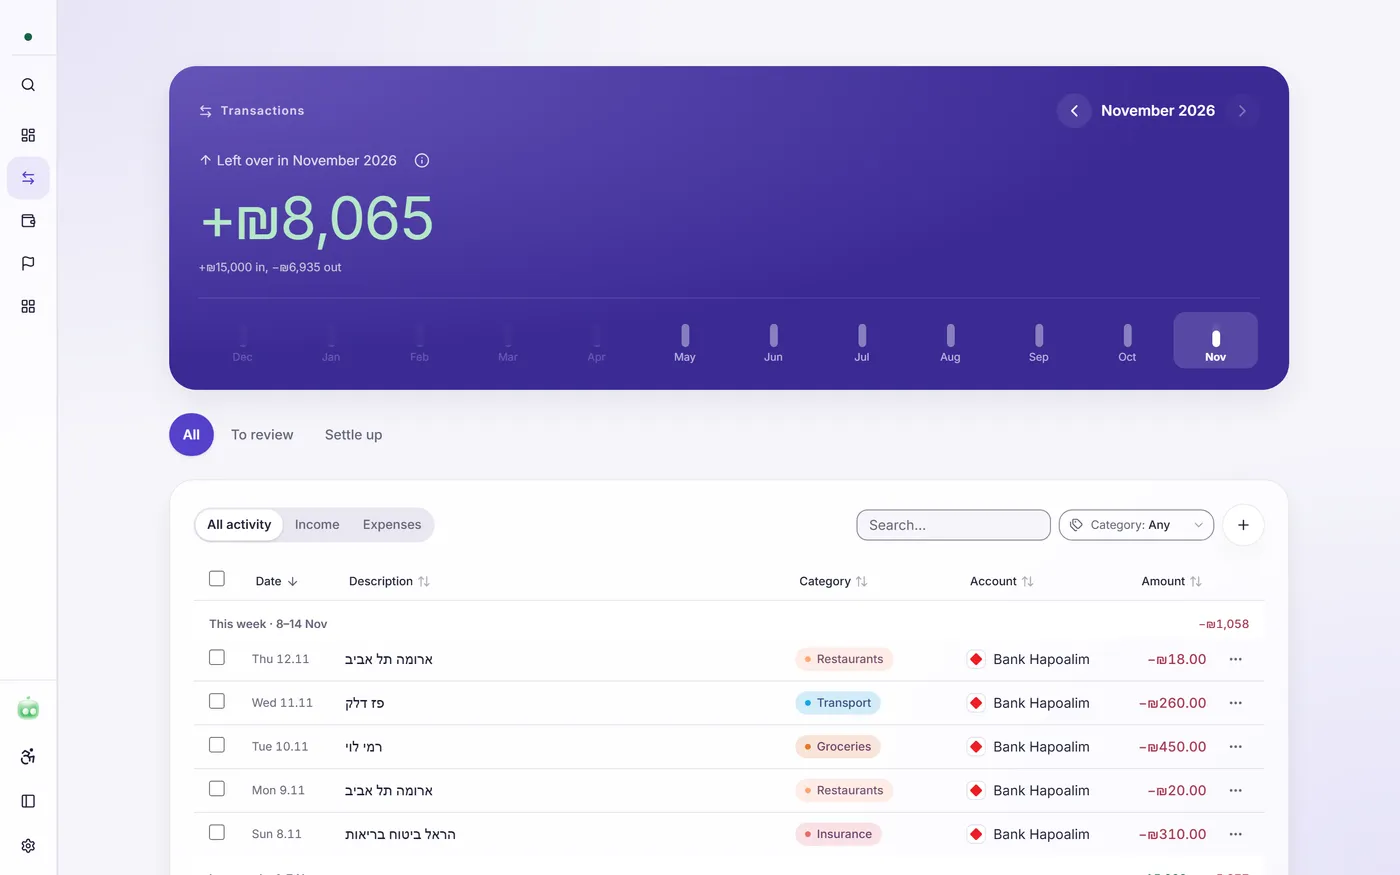 Transactions
November 2026
Left over in November 2026
+₪8,065
+₪15,000 in, −₪6,935 out
Dec Jan Feb Mar Apr May Jun Jul Aug Sep Oct Nov
All To review Settle up
All activity Income Expenses Search... Category: Any
Date Description Category Account Amount
This week · 8–14 Nov −₪1,058
Thu 12.11 ארומה תל אביב Restaurants Bank Hapoalim −₪18.00
Wed 11.11 פז דלק Transport Bank Hapoalim −₪260.00
Tue 10.11 רמי לוי Groceries Bank Hapoalim −₪450.00
Mon 9.11 ארומה תל אביב Restaurants Bank Hapoalim −₪20.00
Sun 8.11 הראל ביטוח בריאות Insurance Bank Hapoalim −₪310.00